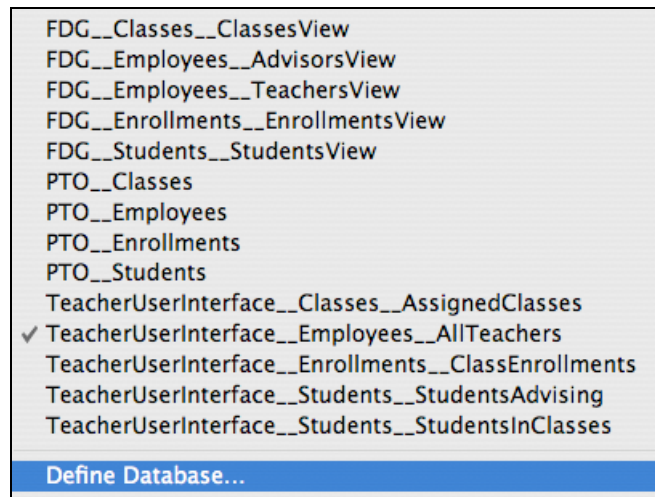 FDG__Classes__ClassesView
FDG__Employees__AdvisorsView
FDG__Employees__TeachersView
FDG__Enrollments__EnrollmentsView
FDG__Students__StudentsView
PTO__Classes
PTO__Employees
PTO__Enrollments
PTO__Students
TeacherUserInterface__Classes__AssignedClasses
✓ TeacherUserInterface__Employees__AllTeachers
TeacherUserInterface__Enrollments__ClassEnrollments
TeacherUserInterface__Students__StudentsAdvising
TeacherUserInterface__Students__StudentsInClasses
Define Database...